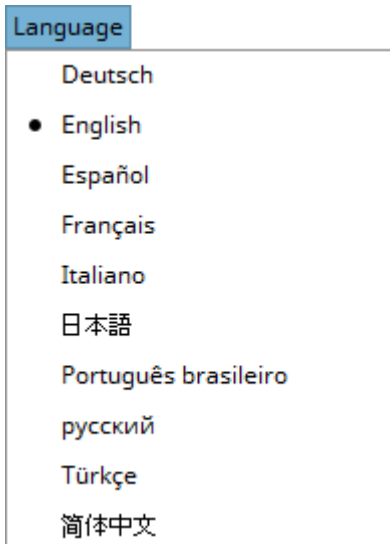 Language
Deutsch
English
Español
Français
Italiano
日本語
Português brasileiro
русский
Türkçe
简体中文